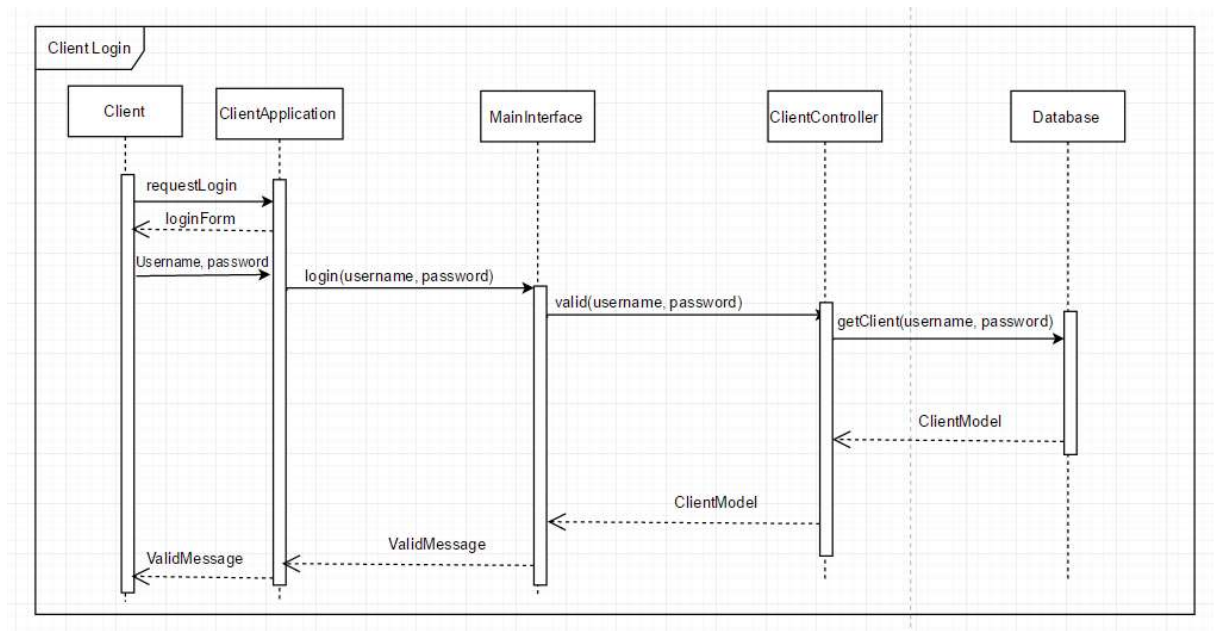 Client Login
Client
ClientApplication
MainInterface
ClientController
Database
requestLogin
loginForm
Username, password
login(username, password)
valid(username, password)
getClient(username, password)
ClientModel
ClientModel
ValidMessage
ValidMessage